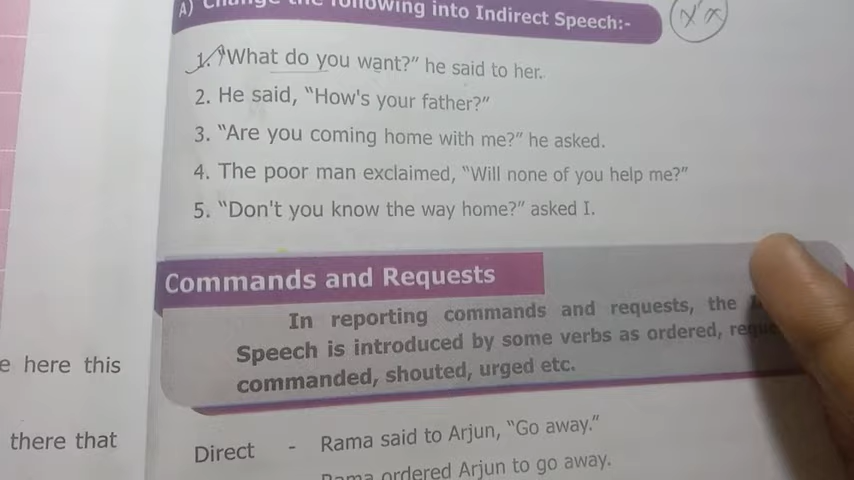 A) Change the following into Indirect Speech:-
1. "What do you want?" he said to her.
2. He said, "How's your father?"
3. "Are you coming home with me?" he asked.
4. The poor man exclaimed, "Will none of you help me?"
5. "Don't you know the way home?" asked I.
Commands and Requests
In reporting commands and requests, the
Speech is introduced by some verbs as ordered,
commanded, shouted, urged etc.
here this
there that
Direct - Rama said to Arjun, "Go away."
Rama ordered Arjun to go away.